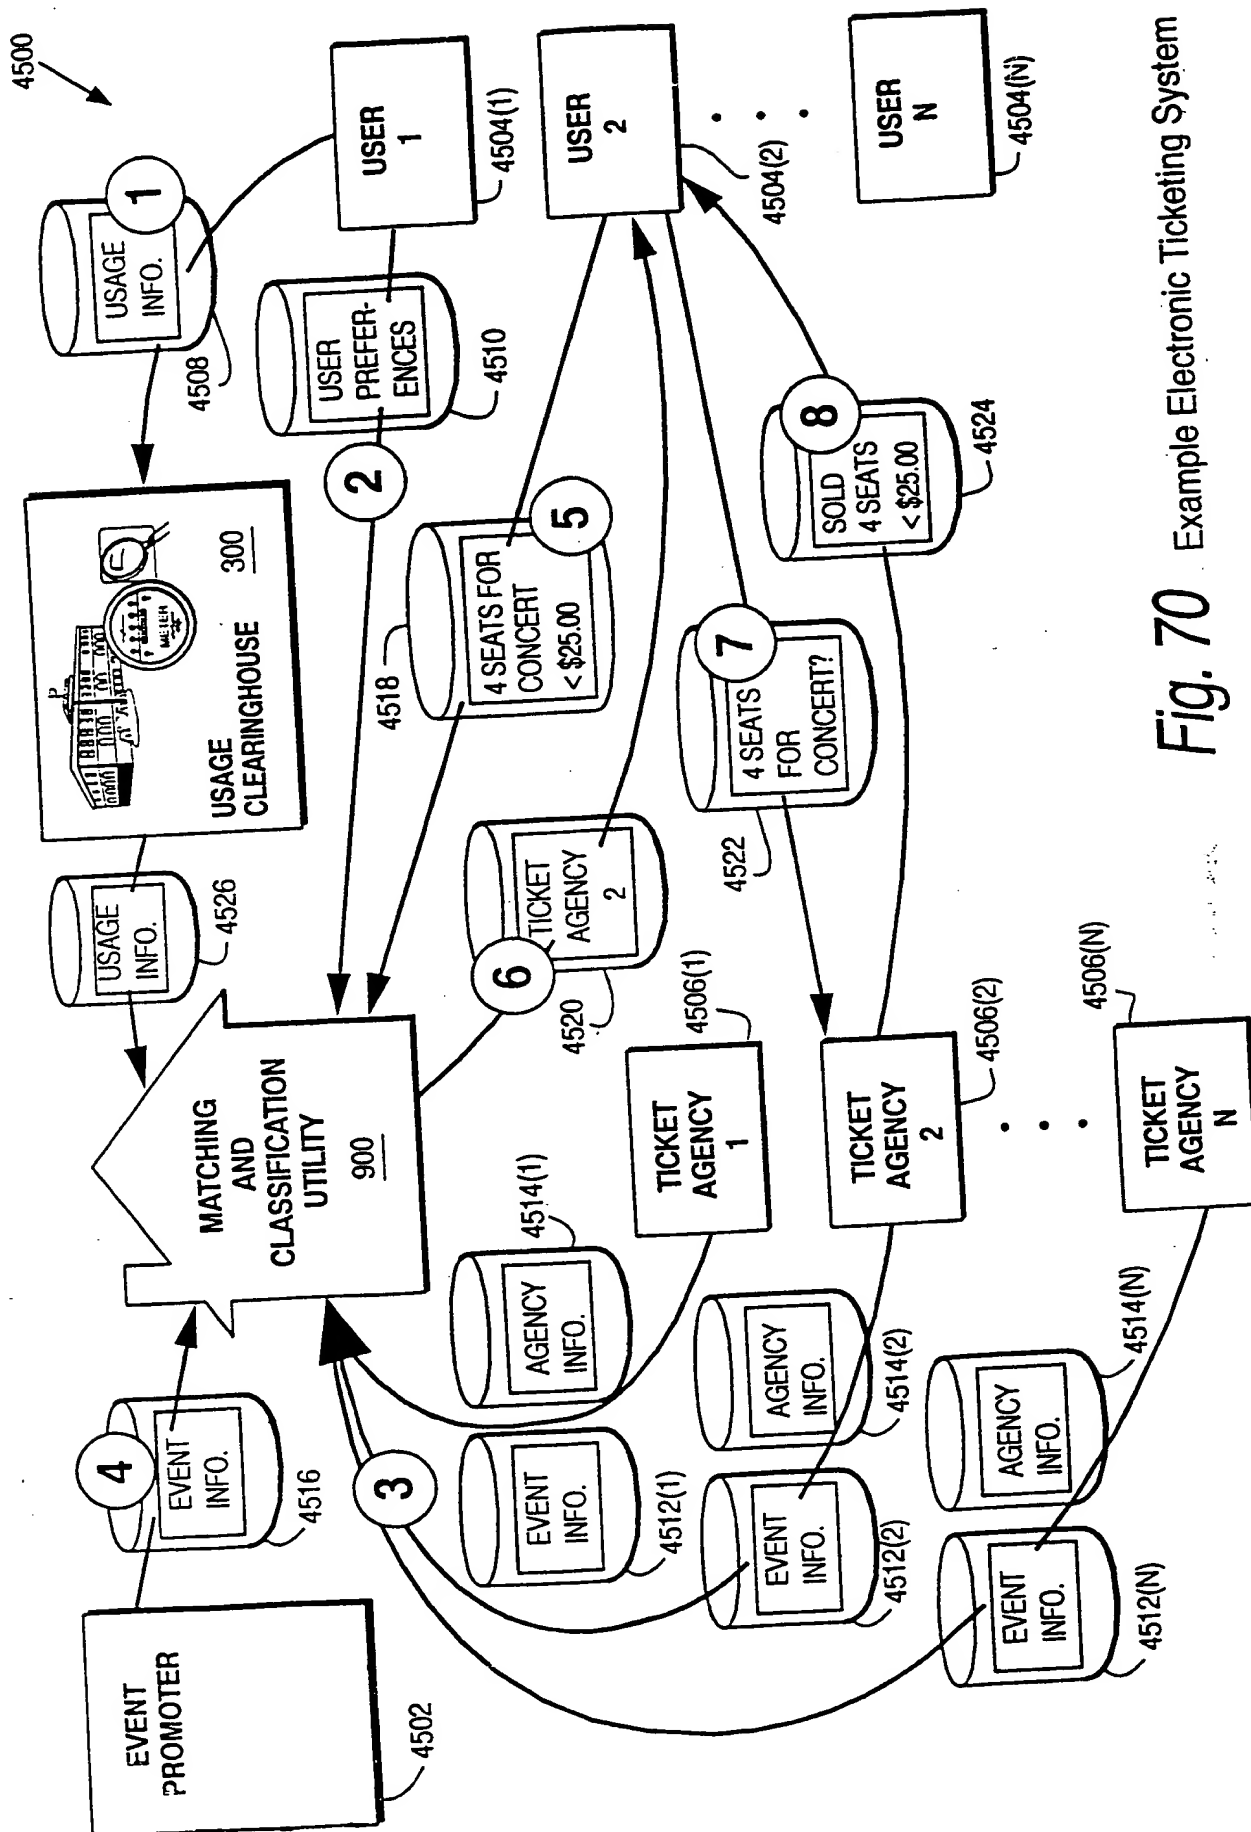 4500
USAGE
INFO.
1
4508
USER
1
4504(1)
USER
PREFER-
ENCES
2
4510
USER
2
4504(2)
USER
N
4504(N)
USAGE
CLEARINGHOUSE
300
METER
USAGE
INFO.
4526
4518
4 SEATS FOR
CONCERT
< $25.00
5
8
SOLD
4 SEATS
< $25.00
4524
7
4 SEATS
FOR
CONCERT?
4522
6
TICKET
AGENCY
2
4520
MATCHING
AND
CLASSIFICATION
UTILITY
900
TICKET
AGENCY
1
4506(1)
TICKET
AGENCY
2
4506(2)
TICKET
AGENCY
N
4506(N)
4
EVENT
INFO.
4516
EVENT
PROMOTER
4502
3
AGENCY
INFO.
4514(1)
EVENT
INFO.
4512(1)
AGENCY
INFO.
4514(2)
EVENT
INFO.
4512(2)
AGENCY
INFO.
4514(N)
EVENT
INFO.
4512(N)
Fig. 70 Example Electronic Ticketing System